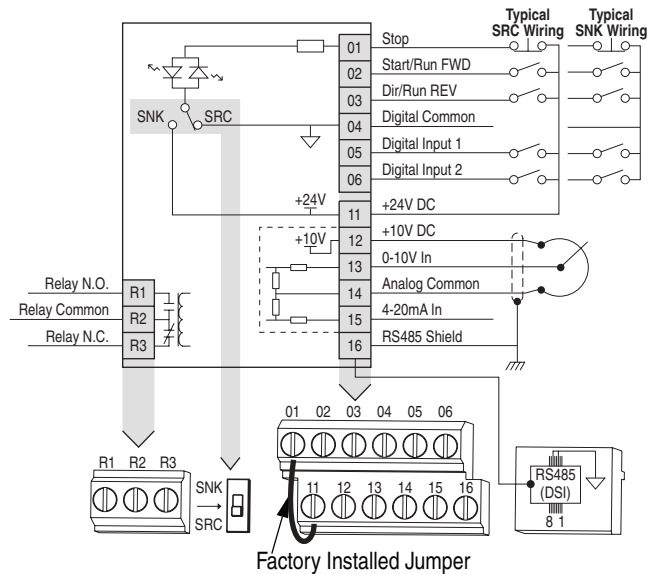 Typical
SRC Wiring
Typical
SNK Wiring
01
Stop
02
Start/Run FWD
03
Dir/Run REV
SNK
SRC
04
Digital Common
05
Digital Input 1
06
Digital Input 2
+24V
11
+24V DC
+10V
12
+10V DC
13
0-10V In
Relay N.O.
R1
14
Analog Common
Relay Common
R2
15
4-20mA In
Relay N.C.
R3
16
RS485 Shield
01 02 03 04 05 06
R1 R2 R3
SNK
SRC
11 12 13 14 15 16
RS485
(DSI)
8 1
Factory Installed Jumper